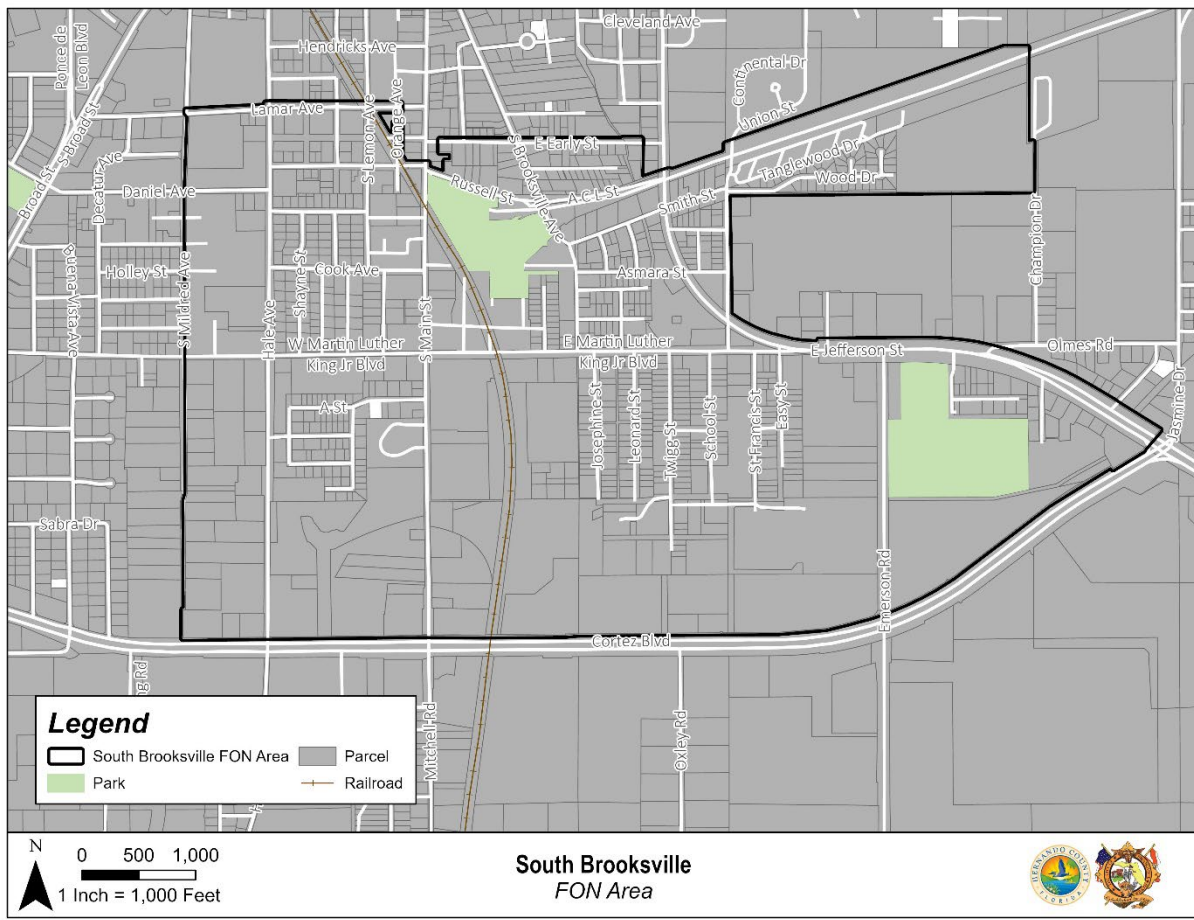 Cleveland Ave
Hendricks Ave
Ponce de
Leon Blvd
S Broad St
Continental Dr
Union St
Lamar Ave
S Lemon Ave
Orange Ave
E Early St
S Brooksville Ave
Tanglewood Dr
Wood Dr
Broad St
Decatur Ave
Daniel Ave
Russell St
A C L St
Smith St
Champion Dr
Buena Vista Ave
Holley St
S Mildred Ave
Hale Ave
Shayne St
Cook Ave
S Main St
Asmara St
W Martin Luther
King Jr Blvd
E Martin Luther
King Jr Blvd
E Jefferson St
Olmes Rd
Jasmine Dr
A St
Josephine St
Leonard St
Twigg St
School St
St Francis St
Easy St
Sabra Dr
Emerson Rd
Cortez Blvd
Mitchell Rd
Oxley Rd
Legend
South Brooksville FON Area
Parcel
Park
Railroad
N
0 500 1,000
1 Inch = 1,000 Feet
South Brooksville
FON Area
HERNANDO COUNTY
FLORIDA